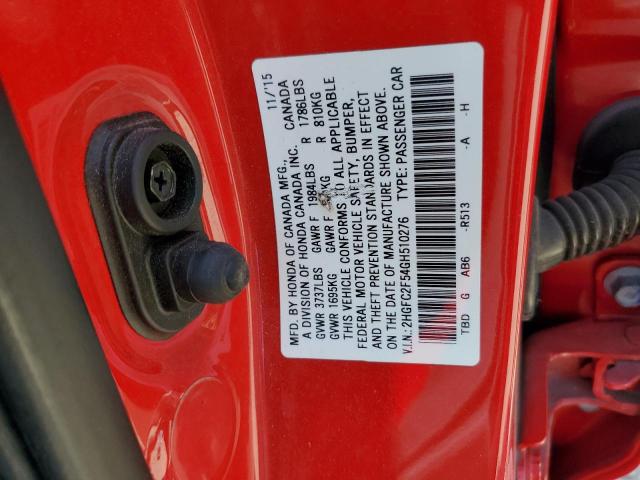 MFD. BY HONDA OF CANADA MFG., 11/'15
A DIVISION OF HONDA CANADA INC. CANADA
GVWR 3737LBS GAWR F 1984LBS R 1786LBS
GVWR 1695KG GAWR F KG R 810KG
THIS VEHICLE CONFORMS TO ALL APPLICABLE
FEDERAL MOTOR VEHICLE SAFETY, BUMPER,
AND THEFT PREVENTION STANDARDS IN EFFECT
ON THE DATE OF MANUFACTURE SHOWN ABOVE.
V.I.N.: 2HGFC2F54GH510276 TYPE: PASSENGER CAR
TBD G AB6 -R513 -A -H